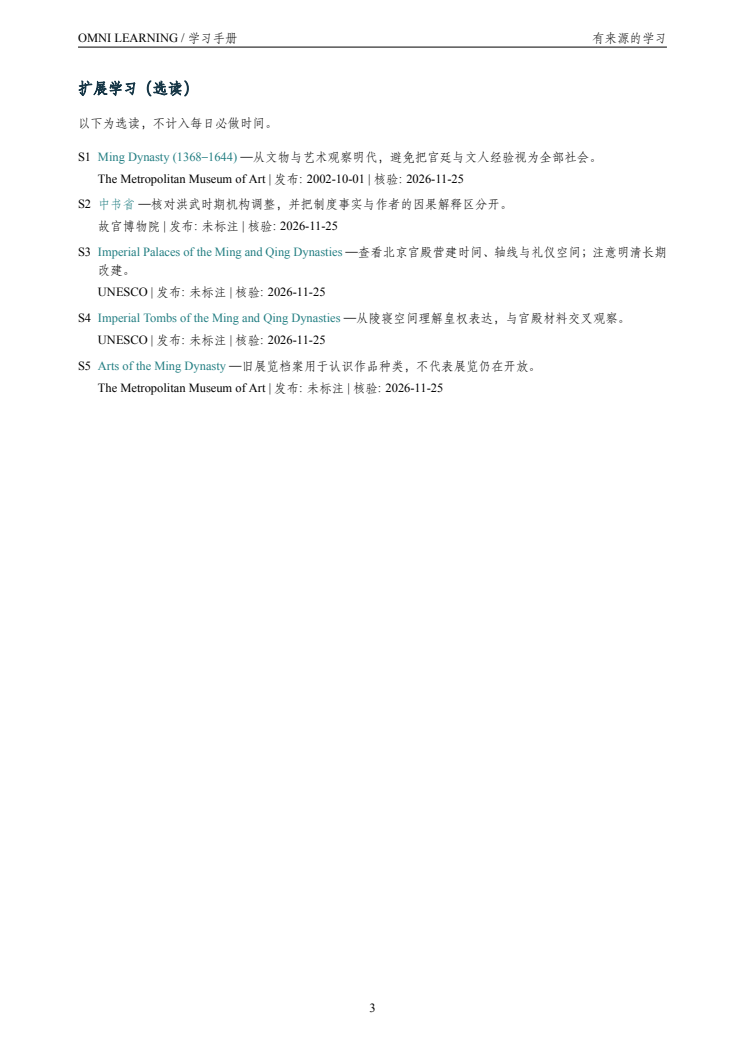 OMNI LEARNING / 学习手册 有来源的学习
扩展学习（选读）
以下为选读，不计入每日必做时间。
S1 Ming Dynasty (1368–1644) —从文物与艺术观察明代，避免把宫廷与文人经验视为全部社会。
The Metropolitan Museum of Art | 发布: 2002-10-01 | 核验: 2026-11-25
S2 中书省 —核对洪武时期机构调整，并把制度事实与作者的因果解释区分开。
故宫博物院 | 发布: 未标注 | 核验: 2026-11-25
S3 Imperial Palaces of the Ming and Qing Dynasties —查看北京宫殿营建时间、轴线与礼仪空间；注意明清长期
改建。
UNESCO | 发布: 未标注 | 核验: 2026-11-25
S4 Imperial Tombs of the Ming and Qing Dynasties —从陵寝空间理解皇权表达，与宫殿材料交叉观察。
UNESCO | 发布: 未标注 | 核验: 2026-11-25
S5 Arts of the Ming Dynasty —旧展览档案用于认识作品种类，不代表展览仍在开放。
The Metropolitan Museum of Art | 发布: 未标注 | 核验: 2026-11-25
3